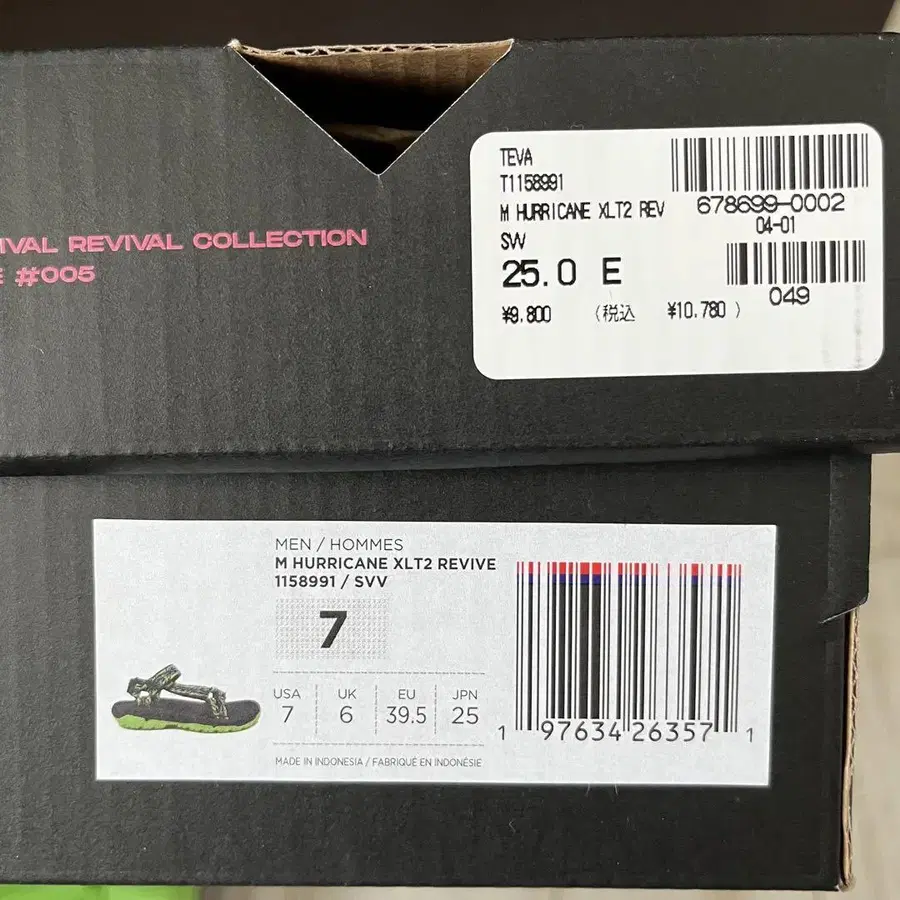 IVAL REVIVAL COLLECTION
#005
TEVA
T1158991
M HURRICANE XLT2 REV
SVV
25.0 E
¥9,800 (税込 ¥10,780 )
678699-0002
04-01
049
MEN / HOMMES
M HURRICANE XLT2 REVIVE
1158991 / SVV
7
USA UK EU JPN
7 6 39.5 25
MADE IN INDONESIA / FABRIQUÉ EN INDONÉSIE
1 97634 26357 1